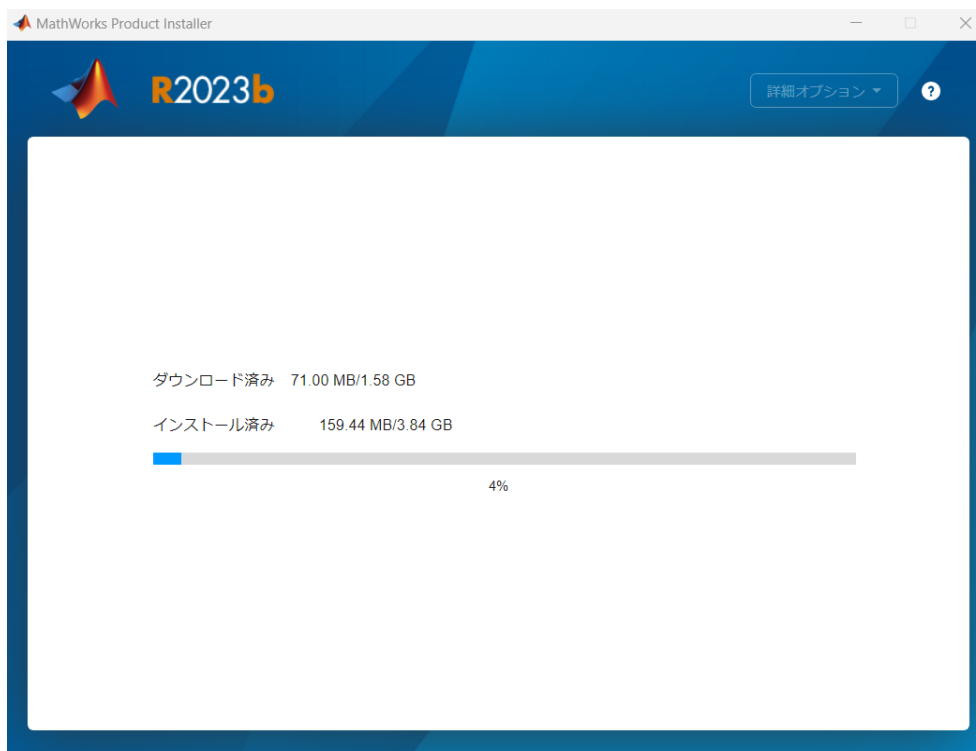 MathWorks Product Installer
R2023b
詳細オプション
?
ダウンロード済み 71.00 MB/1.58 GB
インストール済み 159.44 MB/3.84 GB
4%